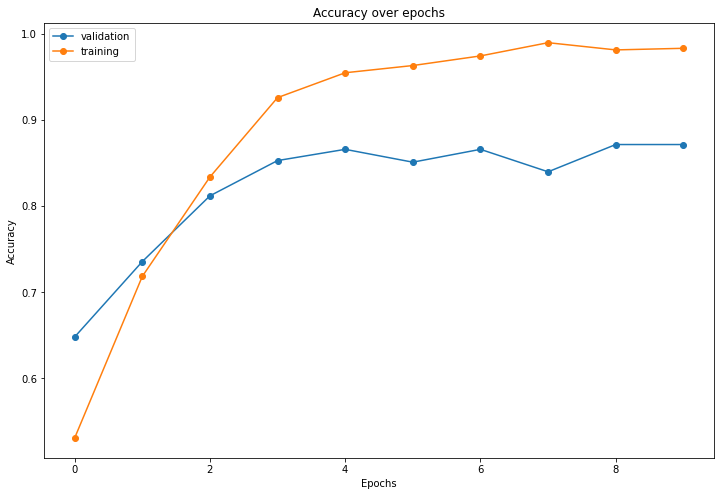 Accuracy over epochs
validation
training
1.0
0.9
0.8
0.7
0.6
Accuracy
0 2 4 6 8
Epochs